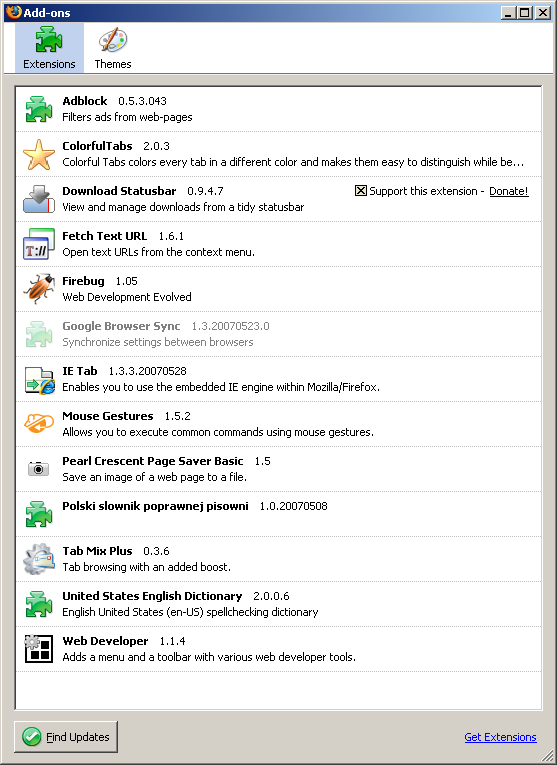 Add-ons
Extensions Themes
Adblock 0.5.3.043
Filters ads from web-pages
ColorfulTabs 2.0.3
Colorful Tabs colors every tab in a different color and makes them easy to distinguish while be...
Download Statusbar 0.9.4.7 Support this extension - Donate!
View and manage downloads from a tidy statusbar
T://
Fetch Text URL 1.6.1
Open text URLs from the context menu.
Firebug 1.05
Web Development Evolved
Google Browser Sync 1.3.20070523.0
Synchronize settings between browsers
IE Tab 1.3.3.20070528
Enables you to use the embedded IE engine within Mozilla/Firefox.
Mouse Gestures 1.5.2
Allows you to execute common commands using mouse gestures.
Pearl Crescent Page Saver Basic 1.5
Save an image of a web page to a file.
Polski slownik poprawnej pisowni 1.0.20070508
Tab Mix Plus 0.3.6
Tab browsing with an added boost.
United States English Dictionary 2.0.0.6
English United States (en-US) spellchecking dictionary
Web Developer 1.1.4
Adds a menu and a toolbar with various web developer tools.
Find Updates Get Extensions